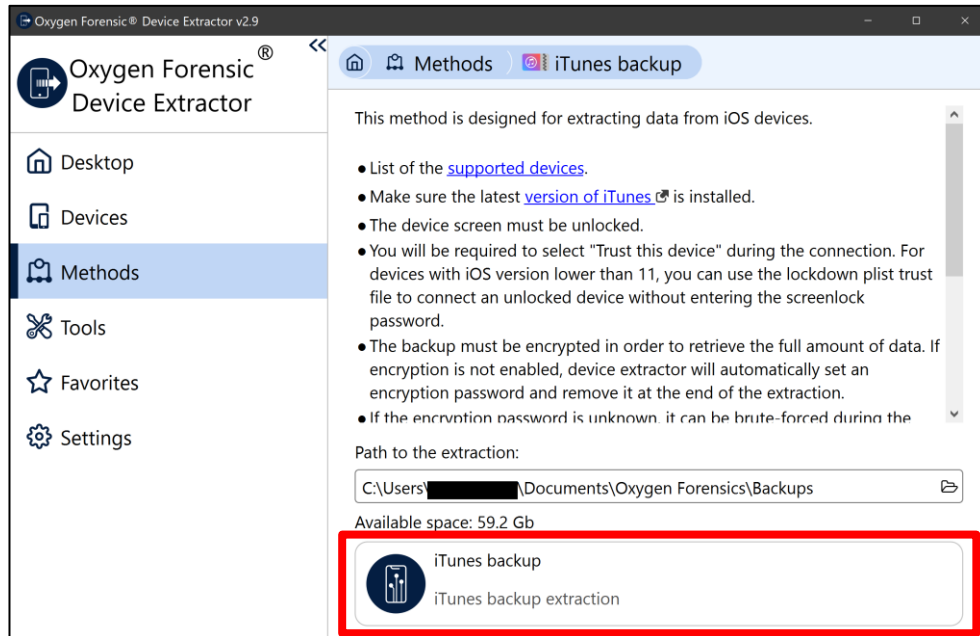 Oxygen Forensic® Device Extractor v2.9
Oxygen Forensic ®
Device Extractor
Desktop
Devices
Methods
Tools
Favorites
Settings
Methods
iTunes backup
This method is designed for extracting data from iOS devices.
● List of the supported devices.
● Make sure the latest version of iTunes is installed.
● The device screen must be unlocked.
● You will be required to select "Trust this device" during the connection. For
devices with iOS version lower than 11, you can use the lockdown plist trust
file to connect an unlocked device without entering the screenlock
password.
● The backup must be encrypted in order to retrieve the full amount of data. If
encryption is not enabled, device extractor will automatically set an
encryption password and remove it at the end of the extraction.
● If the encryption password is unknown, it can be brute-forced during the
Path to the extraction:
C:\Users\ \Documents\Oxygen Forensics\Backups
Available space: 59.2 Gb
iTunes backup
iTunes backup extraction